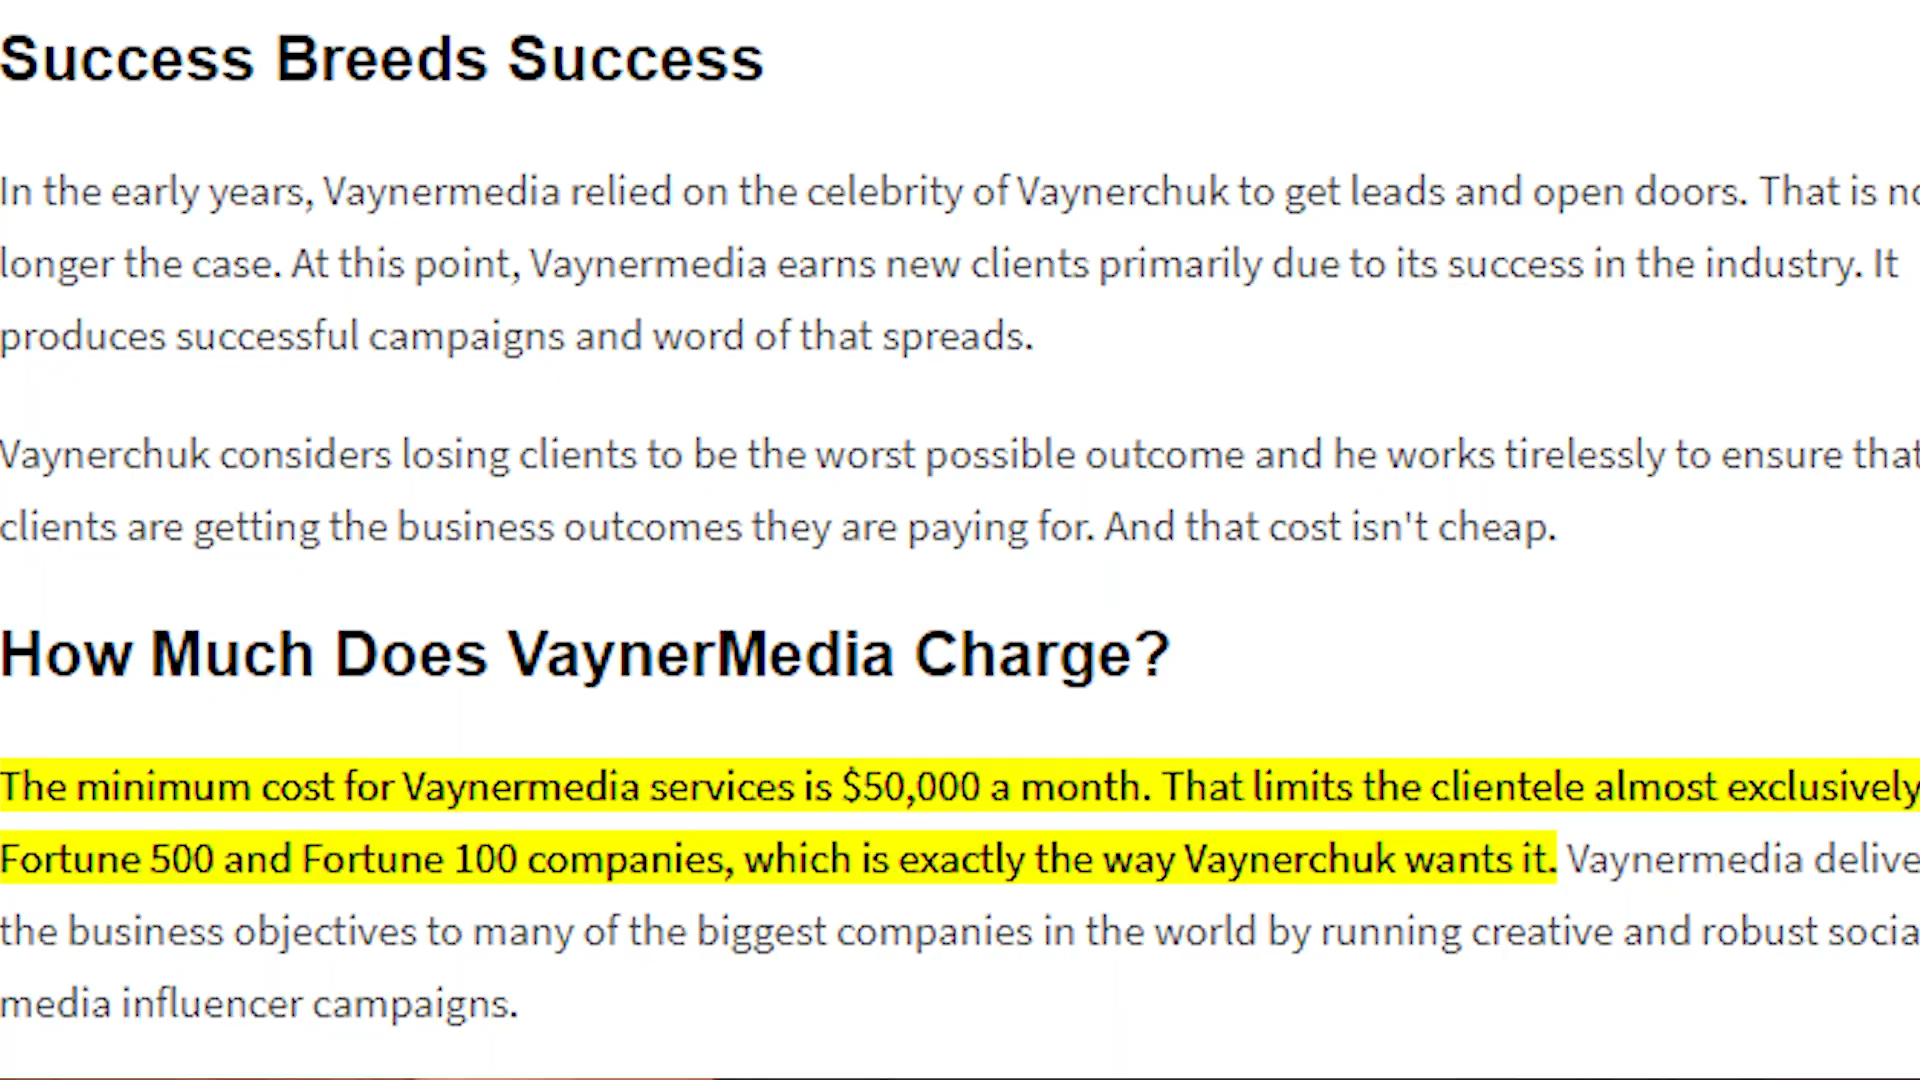 Success Breeds Success
In the early years, Vaynermedia relied on the celebrity of Vaynerchuk to get leads and open doors. That is no
longer the case. At this point, Vaynermedia earns new clients primarily due to its success in the industry. It
produces successful campaigns and word of that spreads.
Vaynerchuk considers losing clients to be the worst possible outcome and he works tirelessly to ensure that
clients are getting the business outcomes they are paying for. And that cost isn't cheap.
How Much Does VaynerMedia Charge?
The minimum cost for Vaynermedia services is $50,000 a month. That limits the clientele almost exclusively
Fortune 500 and Fortune 100 companies, which is exactly the way Vaynerchuk wants it. Vaynermedia delive
the business objectives to many of the biggest companies in the world by running creative and robust socia
media influencer campaigns.